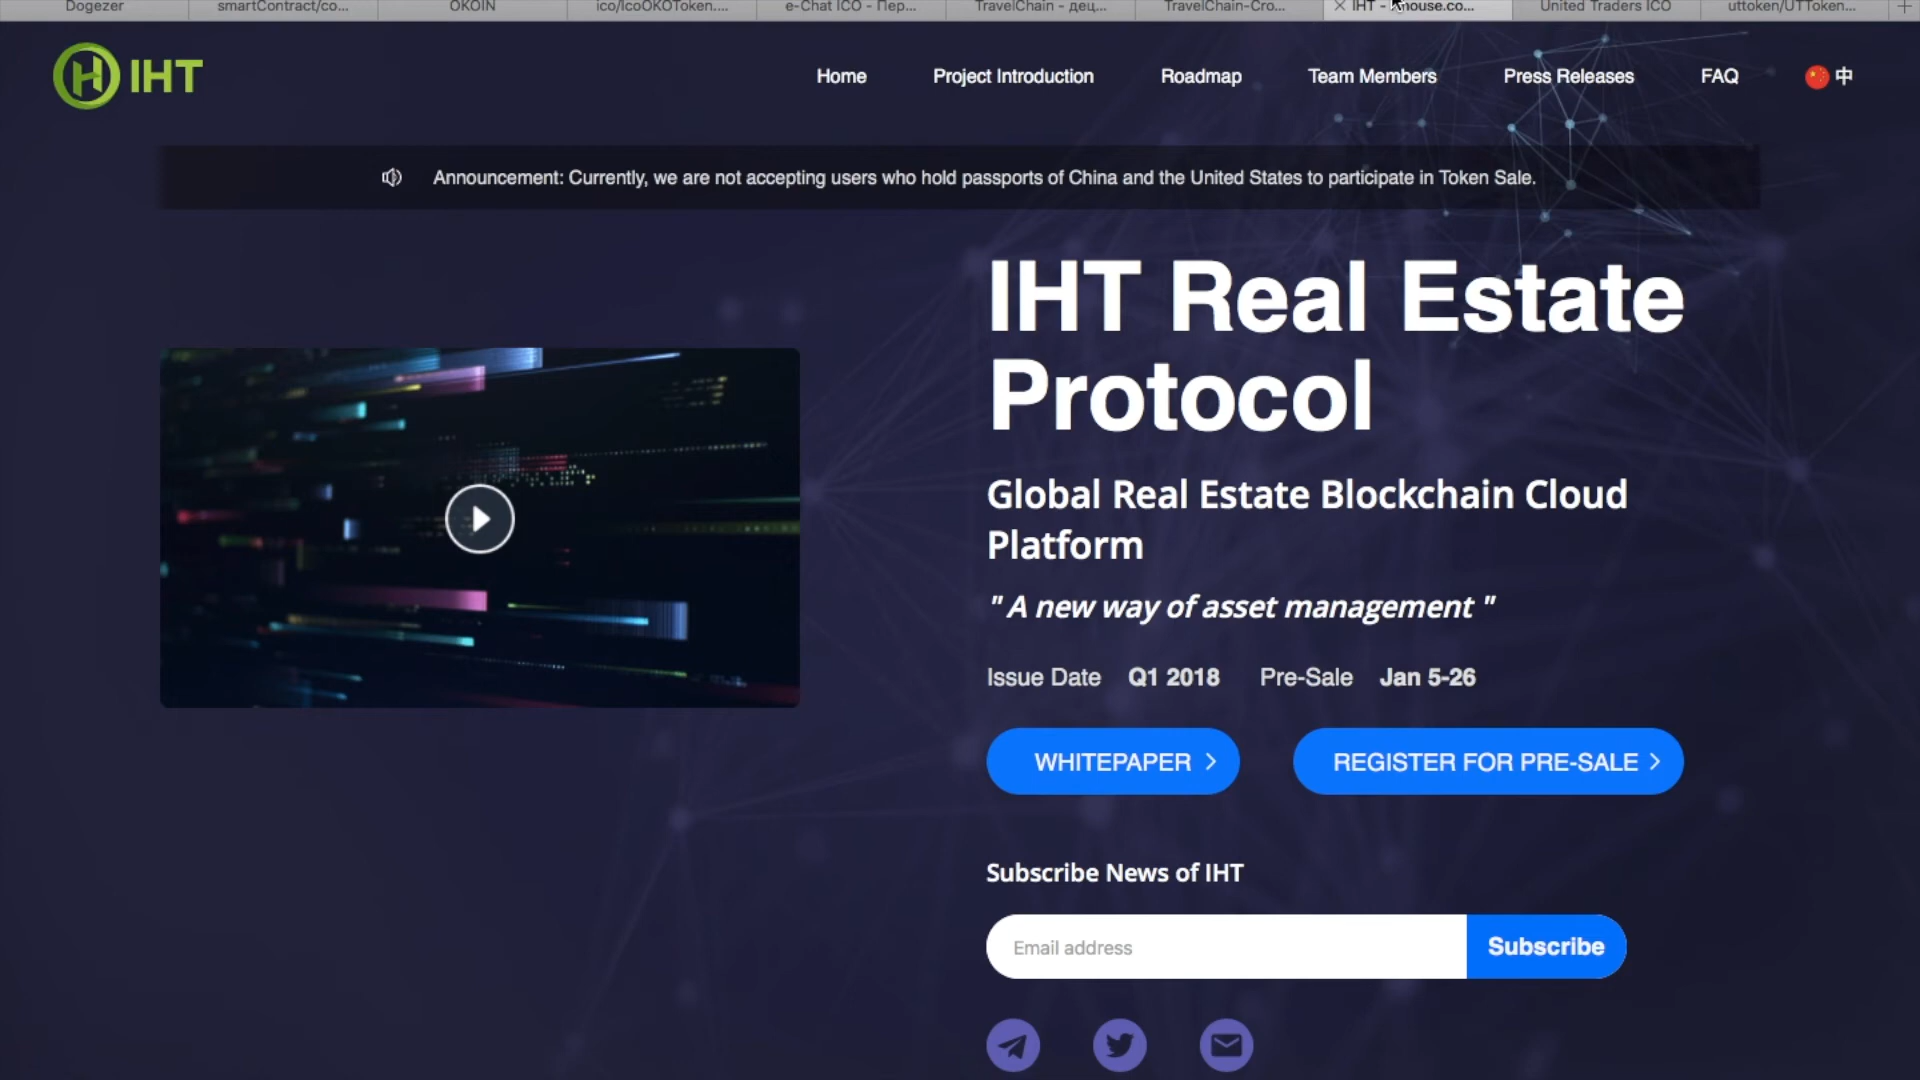 Dogezer
smartContract/co...
OKOIN
ico/IcoOKOToken....
e-Chat ICO - Пер...
TravelChain - дец...
TravelChain-Cro...
IHT -
United Traders ICO
uttoken/UTToken...
IHT
Home
Project Introduction
Roadmap
Team Members
Press Releases
FAQ
中
Announcement: Currently, we are not accepting users who hold passports of China and the United States to participate in Token Sale.
IHT Real Estate
Protocol
Global Real Estate Blockchain Cloud
Platform
" A new way of asset management "
Issue Date Q1 2018 Pre-Sale Jan 5-26
WHITEPAPER
REGISTER FOR PRE-SALE
Subscribe News of IHT
Email address
Subscribe